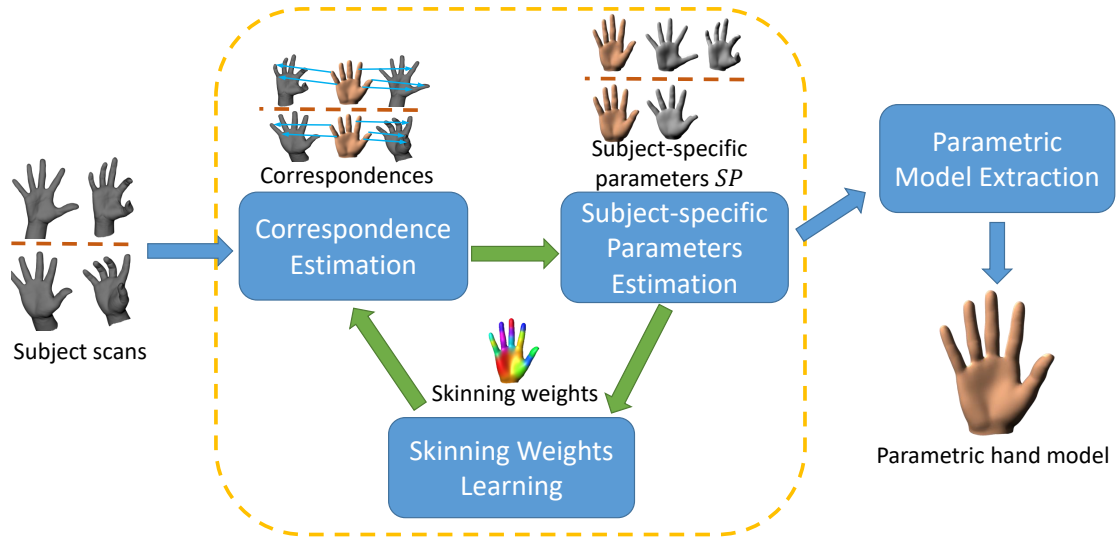 Subject scans
Correspondences
Correspondence
Estimation
Subject-specific
parameters SP
Subject-specific
Parameters
Estimation
Skinning weights
Skinning Weights
Learning
Parametric
Model Extraction
Parametric hand model